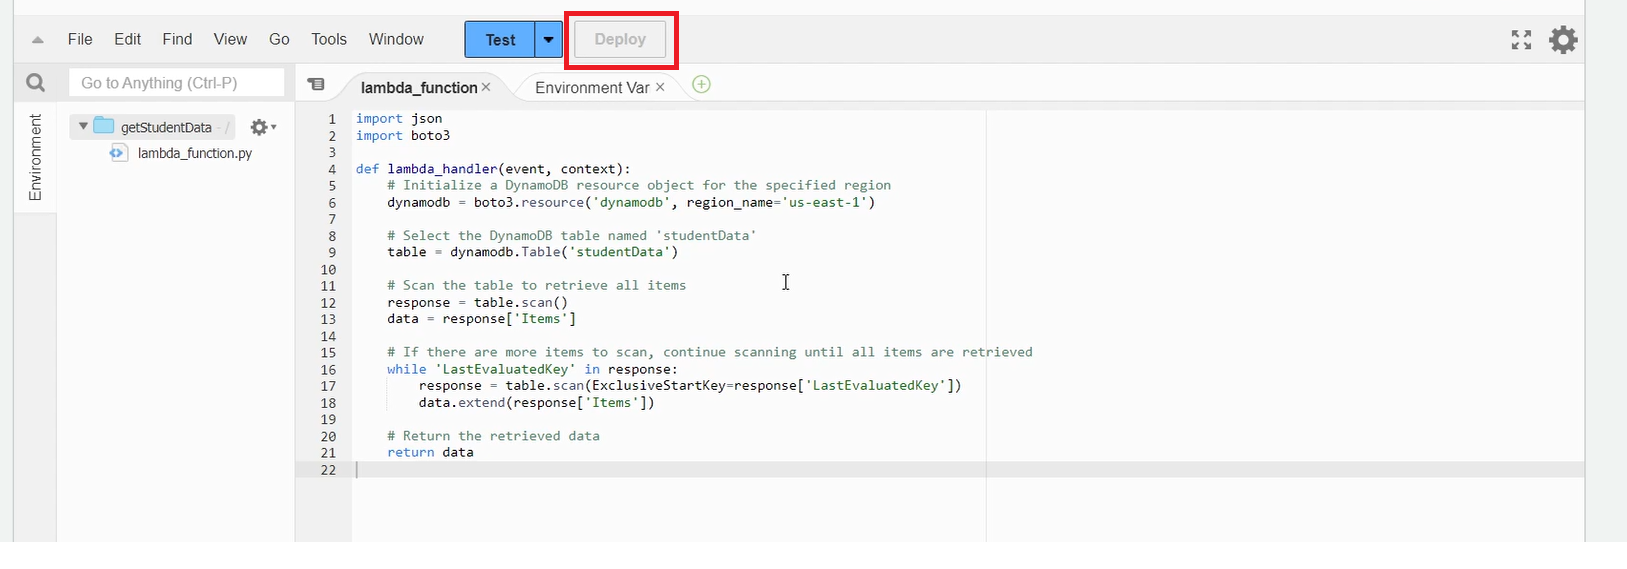 File Edit Find View Go Tools Window Test Deploy
Go to Anything (Ctrl-P)
lambda_function × Environment Var ×
Environment
getStudentData - /
lambda_function.py
1 import json
2 import boto3
3
4 def lambda_handler(event, context):
5 # Initialize a DynamoDB resource object for the specified region
6 dynamodb = boto3.resource('dynamodb', region_name='us-east-1')
7
8 # Select the DynamoDB table named 'studentData'
9 table = dynamodb.Table('studentData')
10
11 # Scan the table to retrieve all items
12 response = table.scan()
13 data = response['Items']
14
15 # If there are more items to scan, continue scanning until all items are retrieved
16 while 'LastEvaluatedKey' in response:
17 response = table.scan(ExclusiveStartKey=response['LastEvaluatedKey'])
18 data.extend(response['Items'])
19
20 # Return the retrieved data
21 return data
22